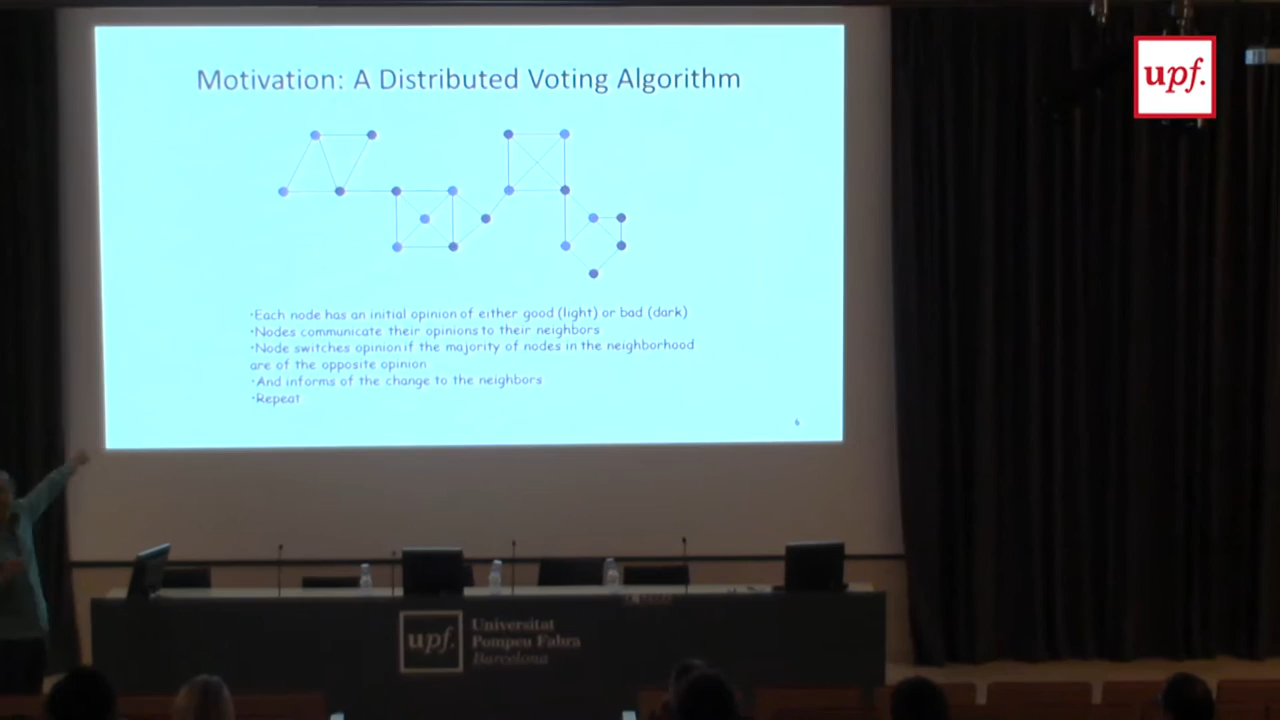 upf.
Motivation: A Distributed Voting Algorithm
•Each node has an initial opinion of either good (light) or bad (dark)
•Nodes communicate their opinions to their neighbors
•Node switches opinion if the majority of nodes in the neighborhood
are of the opposite opinion
•And informs of the change to the neighbors
•Repeat
6
upf.
Universitat
Pompeu Fabra
Barcelona